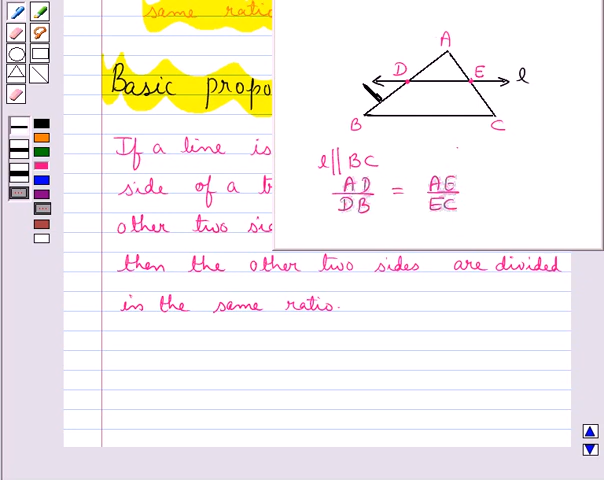 same ratio
Basic propo
If a line is
side of a
other two
then the other two sides are divided
in the same ratio.
A
D E l
B C
l || BC
AD/DB = AE/EC